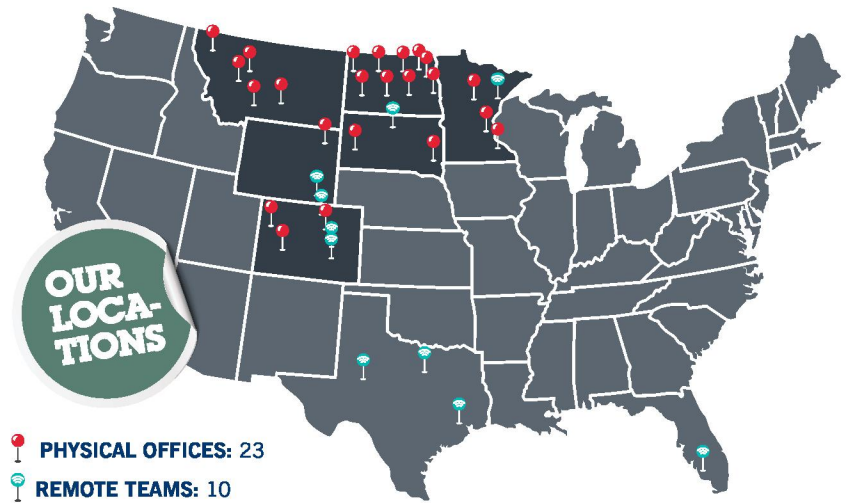 OUR
LOCA-
TIONS
PHYSICAL OFFICES: 23
REMOTE TEAMS: 10